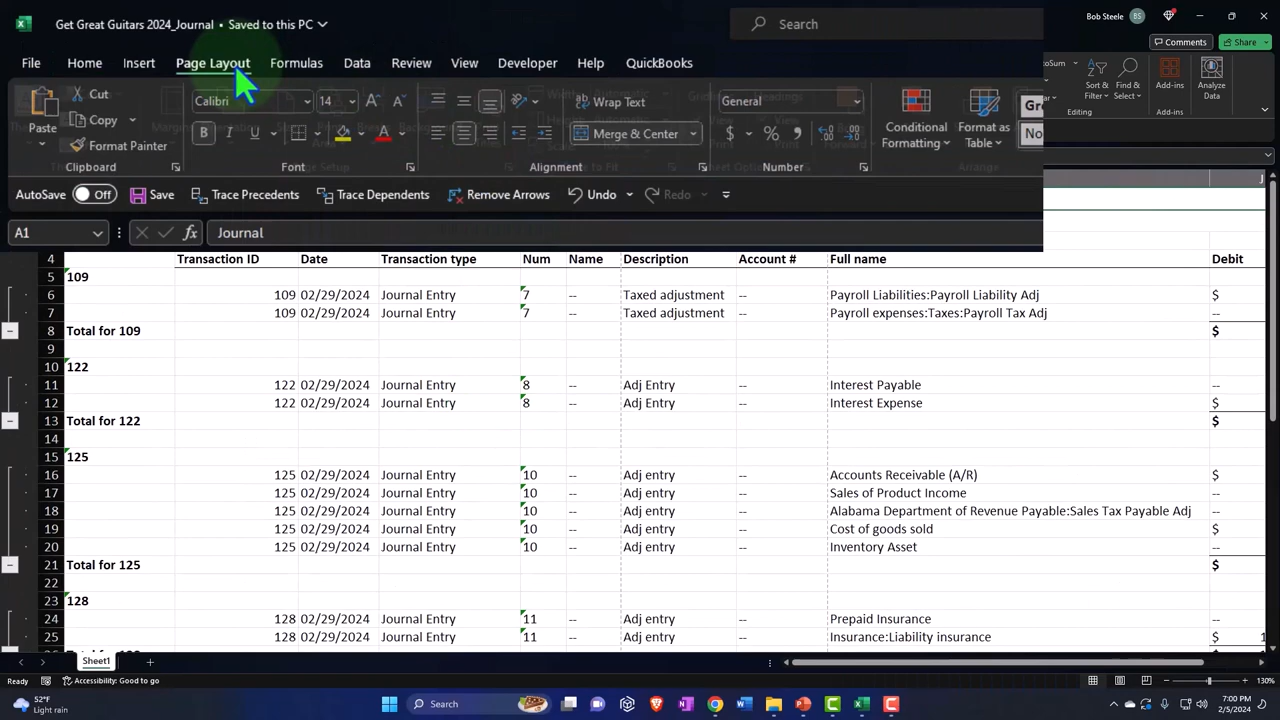 Get Great Guitars 2024_Journal • Saved to this PC
Search
Bob Steele BS
File Home Insert Page Layout Formulas Data Review View Developer Help QuickBooks
Comments Share
Cut
Copy
Format Painter
Paste
Clipboard
Calibri 14
B I U
Font
Wrap Text
Merge & Center
Alignment
General
$ %
Number
Conditional Formatting
Format as Table
Sort & Filter
Find & Select
Add-ins
Add-ins
Analyze Data
AutoSave Off Save Trace Precedents Trace Dependents Remove Arrows Undo Redo
A1 fx Journal
4 Transaction ID Date Transaction type Num Name Description Account # Full name Debit
5 109
6 109 02/29/2024 Journal Entry 7 -- Taxed adjustment -- Payroll Liabilities:Payroll Liability Adj $
7 109 02/29/2024 Journal Entry 7 -- Taxed adjustment -- Payroll expenses:Taxes:Payroll Tax Adj --
8 Total for 109 $
9
10 122
11 122 02/29/2024 Journal Entry 8 -- Adj Entry -- Interest Payable --
12 122 02/29/2024 Journal Entry 8 -- Adj Entry -- Interest Expense $
13 Total for 122 $
14
15 125
16 125 02/29/2024 Journal Entry 10 -- Adj entry -- Accounts Receivable (A/R) $
17 125 02/29/2024 Journal Entry 10 -- Adj entry -- Sales of Product Income --
18 125 02/29/2024 Journal Entry 10 -- Adj entry -- Alabama Department of Revenue Payable:Sales Tax Payable Adj --
19 125 02/29/2024 Journal Entry 10 -- Adj entry -- Cost of goods sold $
20 125 02/29/2024 Journal Entry 10 -- Adj entry -- Inventory Asset --
21 Total for 125 $
22
23 128
24 128 02/29/2024 Journal Entry 11 -- Adj entry -- Prepaid Insurance --
25 128 02/29/2024 Journal Entry 11 -- Adj entry -- Insurance:Liability insurance $ 1
Sheet1
Ready Accessibility: Good to go 130%
52°F
Light rain
Search
7:00 PM
2/5/2024